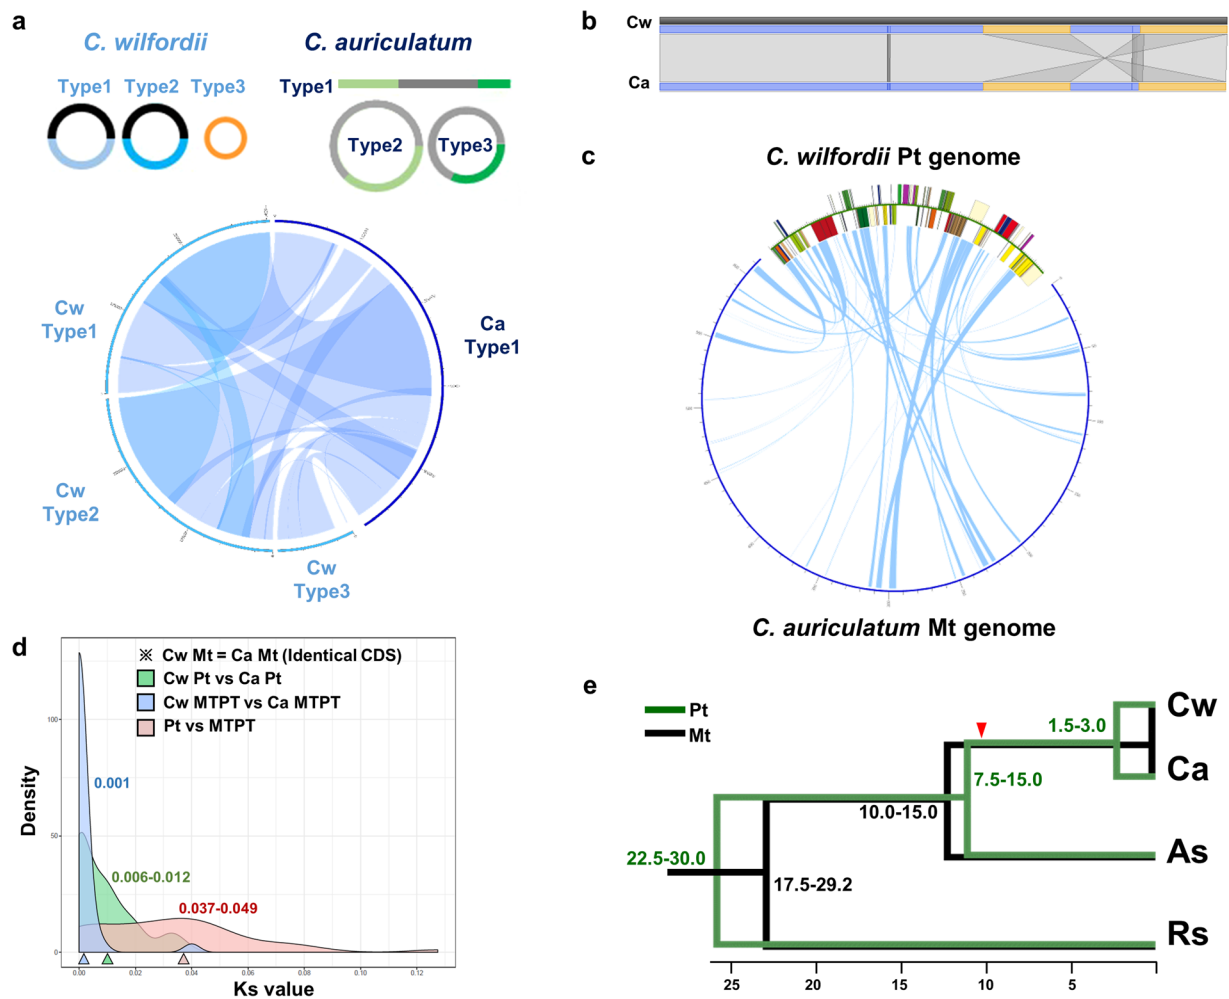 a
C. wilfordii
C. auriculatum
Type1 Type2 Type3
Type1
Type2
Type3
Cw
Type1
Ca
Type1
Cw
Type2
Cw
Type3
b
Cw
Ca
c
C. wilfordii Pt genome
C. auriculatum Mt genome
d
※ Cw Mt = Ca Mt (Identical CDS)
Cw Pt vs Ca Pt
Cw MTPT vs Ca MTPT
Pt vs MTPT
Density
100
50
0
0.001
0.006-0.012
0.037-0.049
0.00 0.02 0.04 0.06 0.08 0.10 0.12
Ks value
e
Pt
Mt
1.5-3.0
7.5-15.0
10.0-15.0
22.5-30.0
17.5-29.2
Cw
Ca
As
Rs
25 20 15 10 5